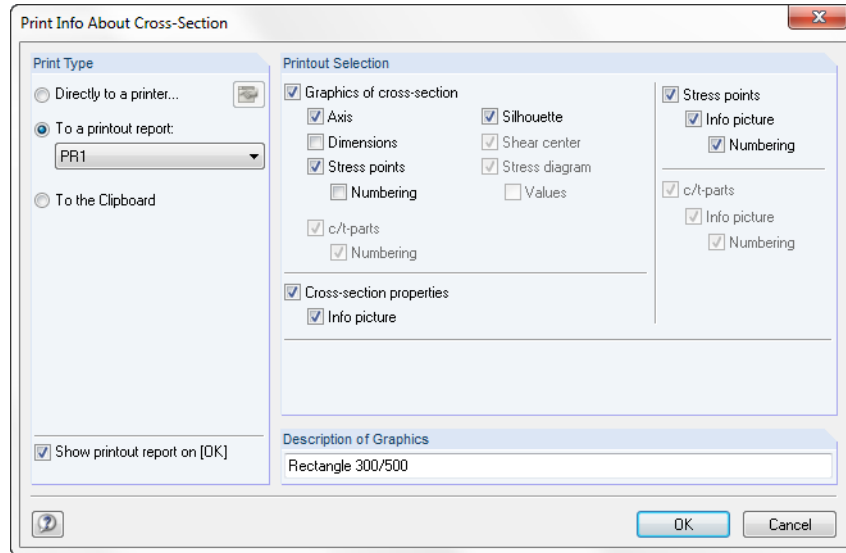 Print Info About Cross-Section
Print Type
Directly to a printer...
To a printout report:
PR1
To the Clipboard
Show printout report on [OK]
Printout Selection
Graphics of cross-section
Axis
Dimensions
Stress points
Numbering
c/t-parts
Numbering
Silhouette
Shear center
Stress diagram
Values
Cross-section properties
Info picture
Stress points
Info picture
Numbering
c/t-parts
Info picture
Numbering
Description of Graphics
Rectangle 300/500
OK
Cancel